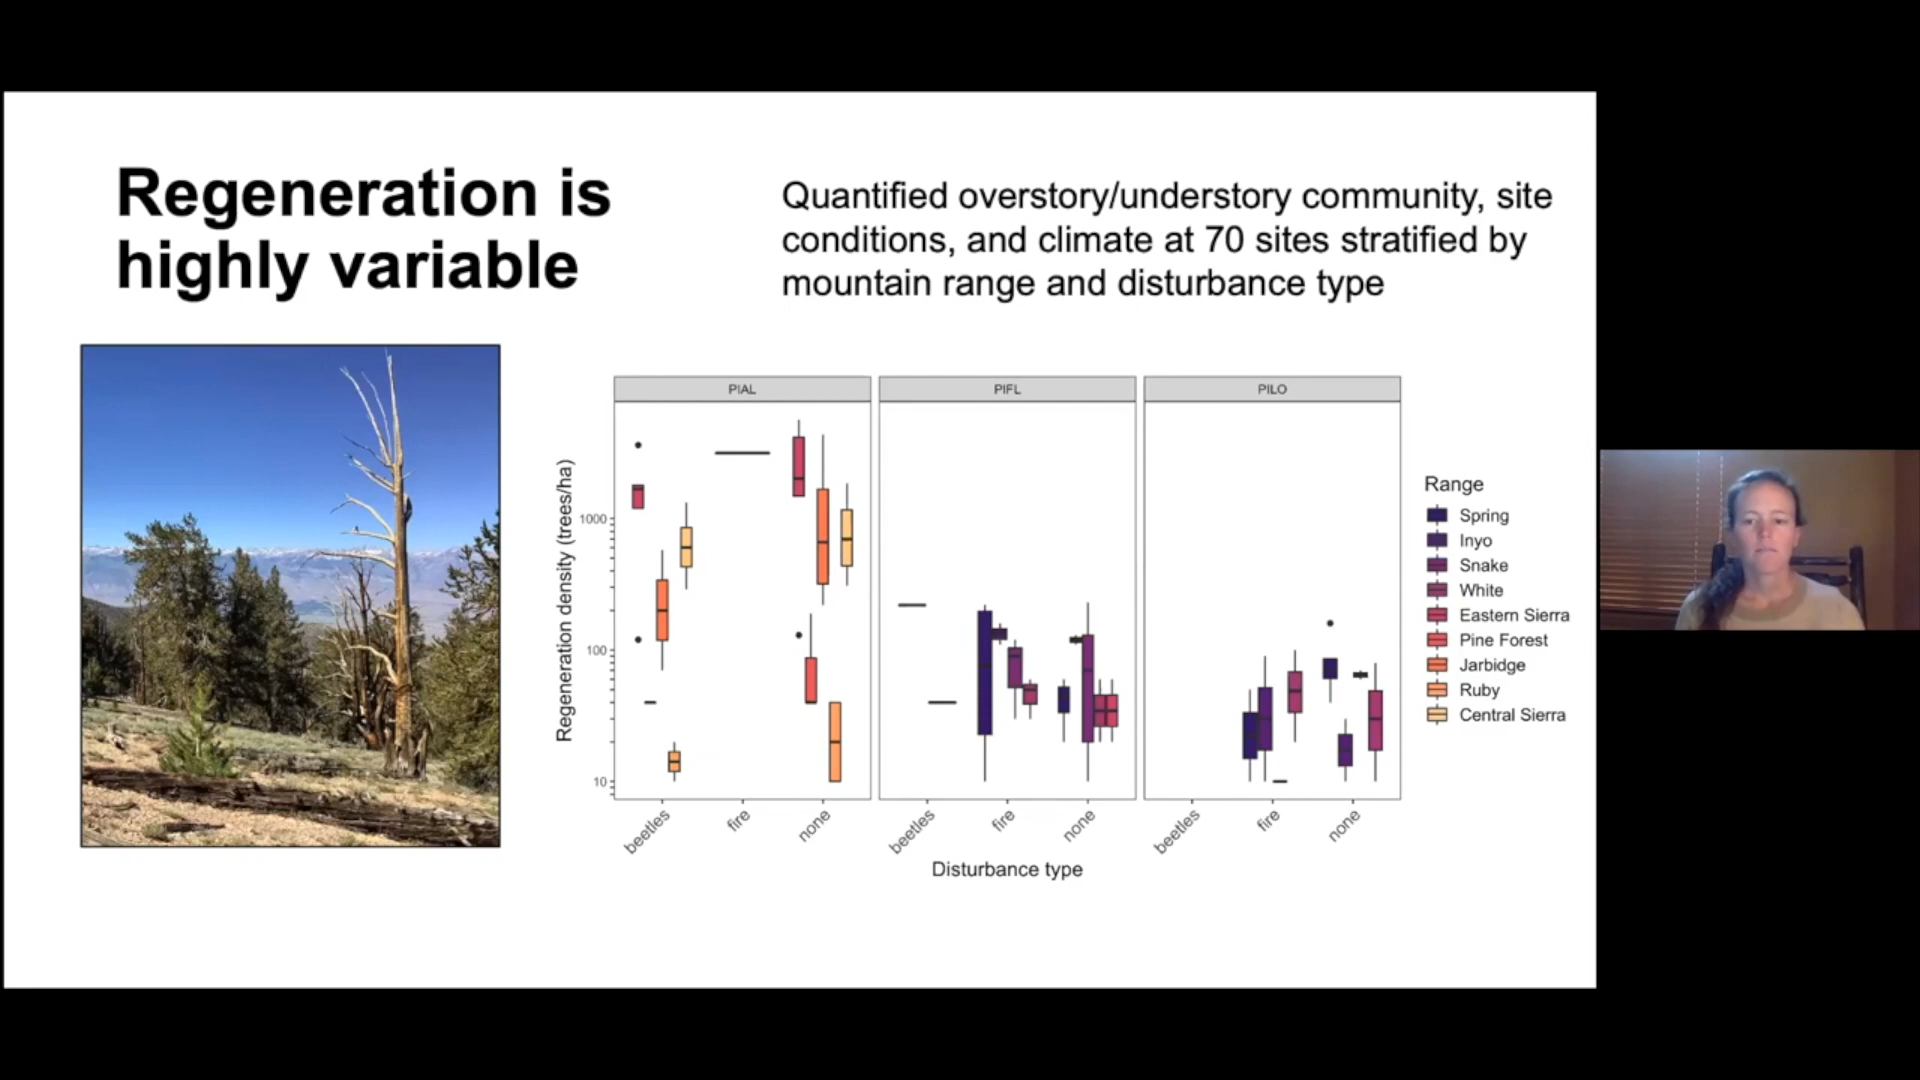 Regeneration is
highly variable
Quantified overstory/understory community, site
conditions, and climate at 70 sites stratified by
mountain range and disturbance type
PIAL
PIFL
PILO
Regeneration density (trees/ha)
1000
100
10
beetles
fire
none
beetles
fire
none
beetles
fire
none
Disturbance type
Range
Spring
Inyo
Snake
White
Eastern Sierra
Pine Forest
Jarbidge
Ruby
Central Sierra